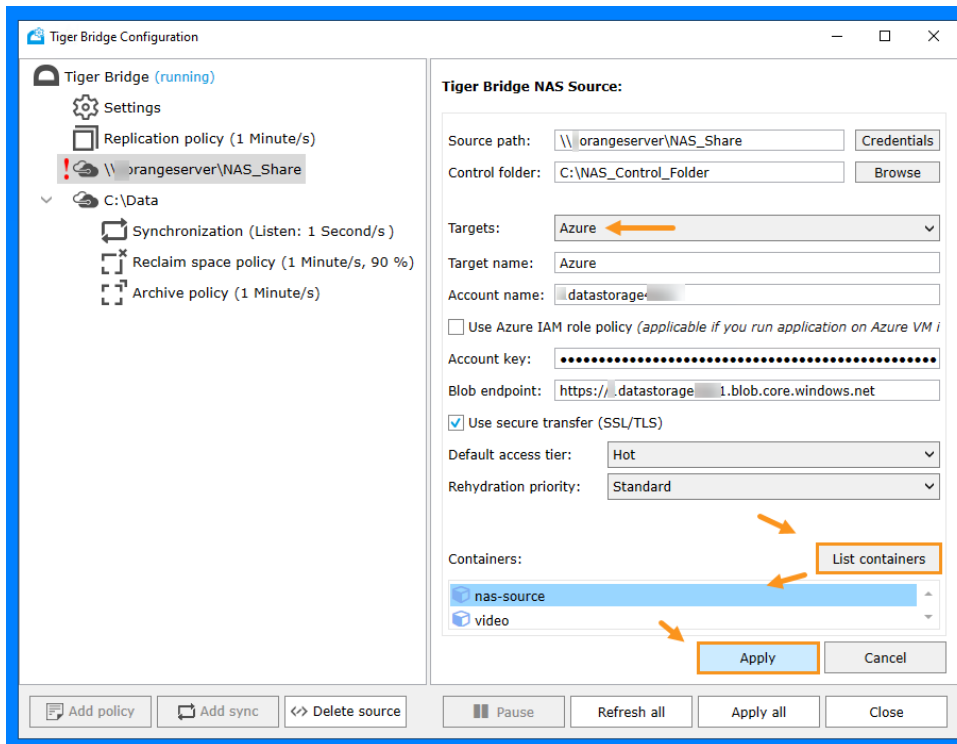 Tiger Bridge Configuration
Tiger Bridge (running)
Settings
Replication policy (1 Minute/s)
\\ orangeserver\NAS_Share
C:\Data
Synchronization (Listen: 1 Second/s )
Reclaim space policy (1 Minute/s, 90 %)
Archive policy (1 Minute/s)
Tiger Bridge NAS Source:
Source path: \\ orangeserver\NAS_Share Credentials
Control folder: C:\NAS_Control_Folder Browse
Targets: Azure
Target name: Azure
Account name: .datastorage
Use Azure IAM role policy (applicable if you run application on Azure VM i
Account key: ••••••••••••••••••••••••••••••••••••••••••••••••••
Blob endpoint: https:// .datastorage 1.blob.core.windows.net
Use secure transfer (SSL/TLS)
Default access tier: Hot
Rehydration priority: Standard
Containers: List containers
nas-source
video
Apply Cancel
Add policy Add sync Delete source Pause Refresh all Apply all Close